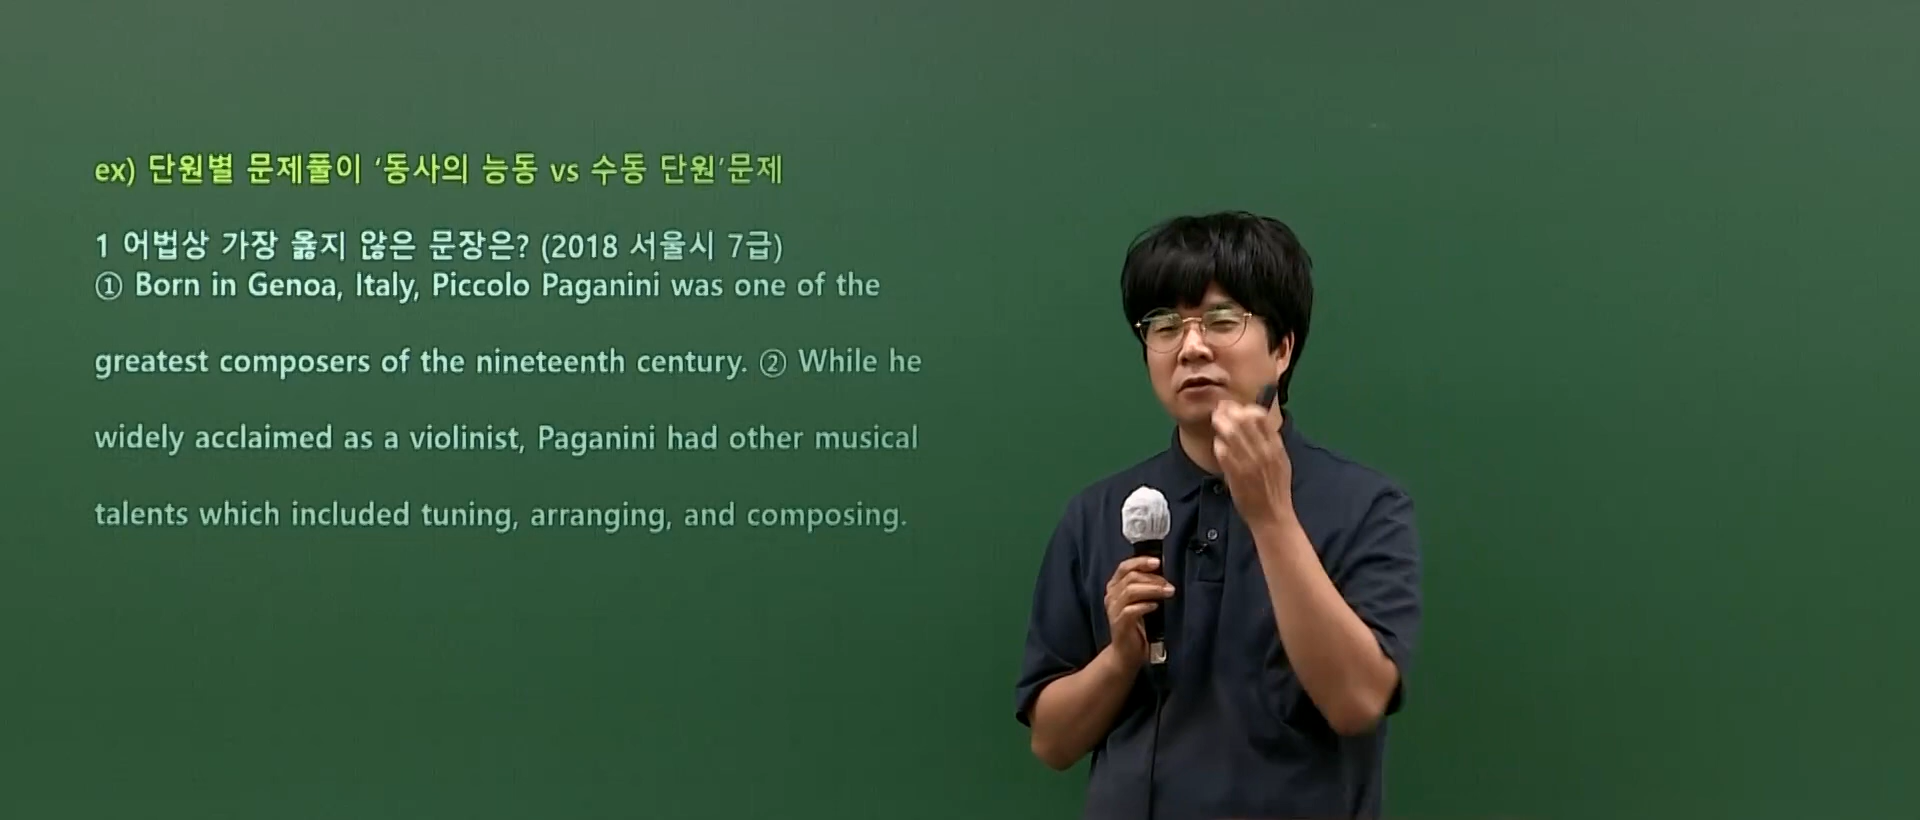 ex) 단원별 문제풀이 ‘동사의 능동 vs 수동 단원’문제
1 어법상 가장 옳지 않은 문장은? (2018 서울시 7급)
① Born in Genoa, Italy, Piccolo Paganini was one of the
greatest composers of the nineteenth century. ② While he
widely acclaimed as a violinist, Paganini had other musical
talents which included tuning, arranging, and composing.